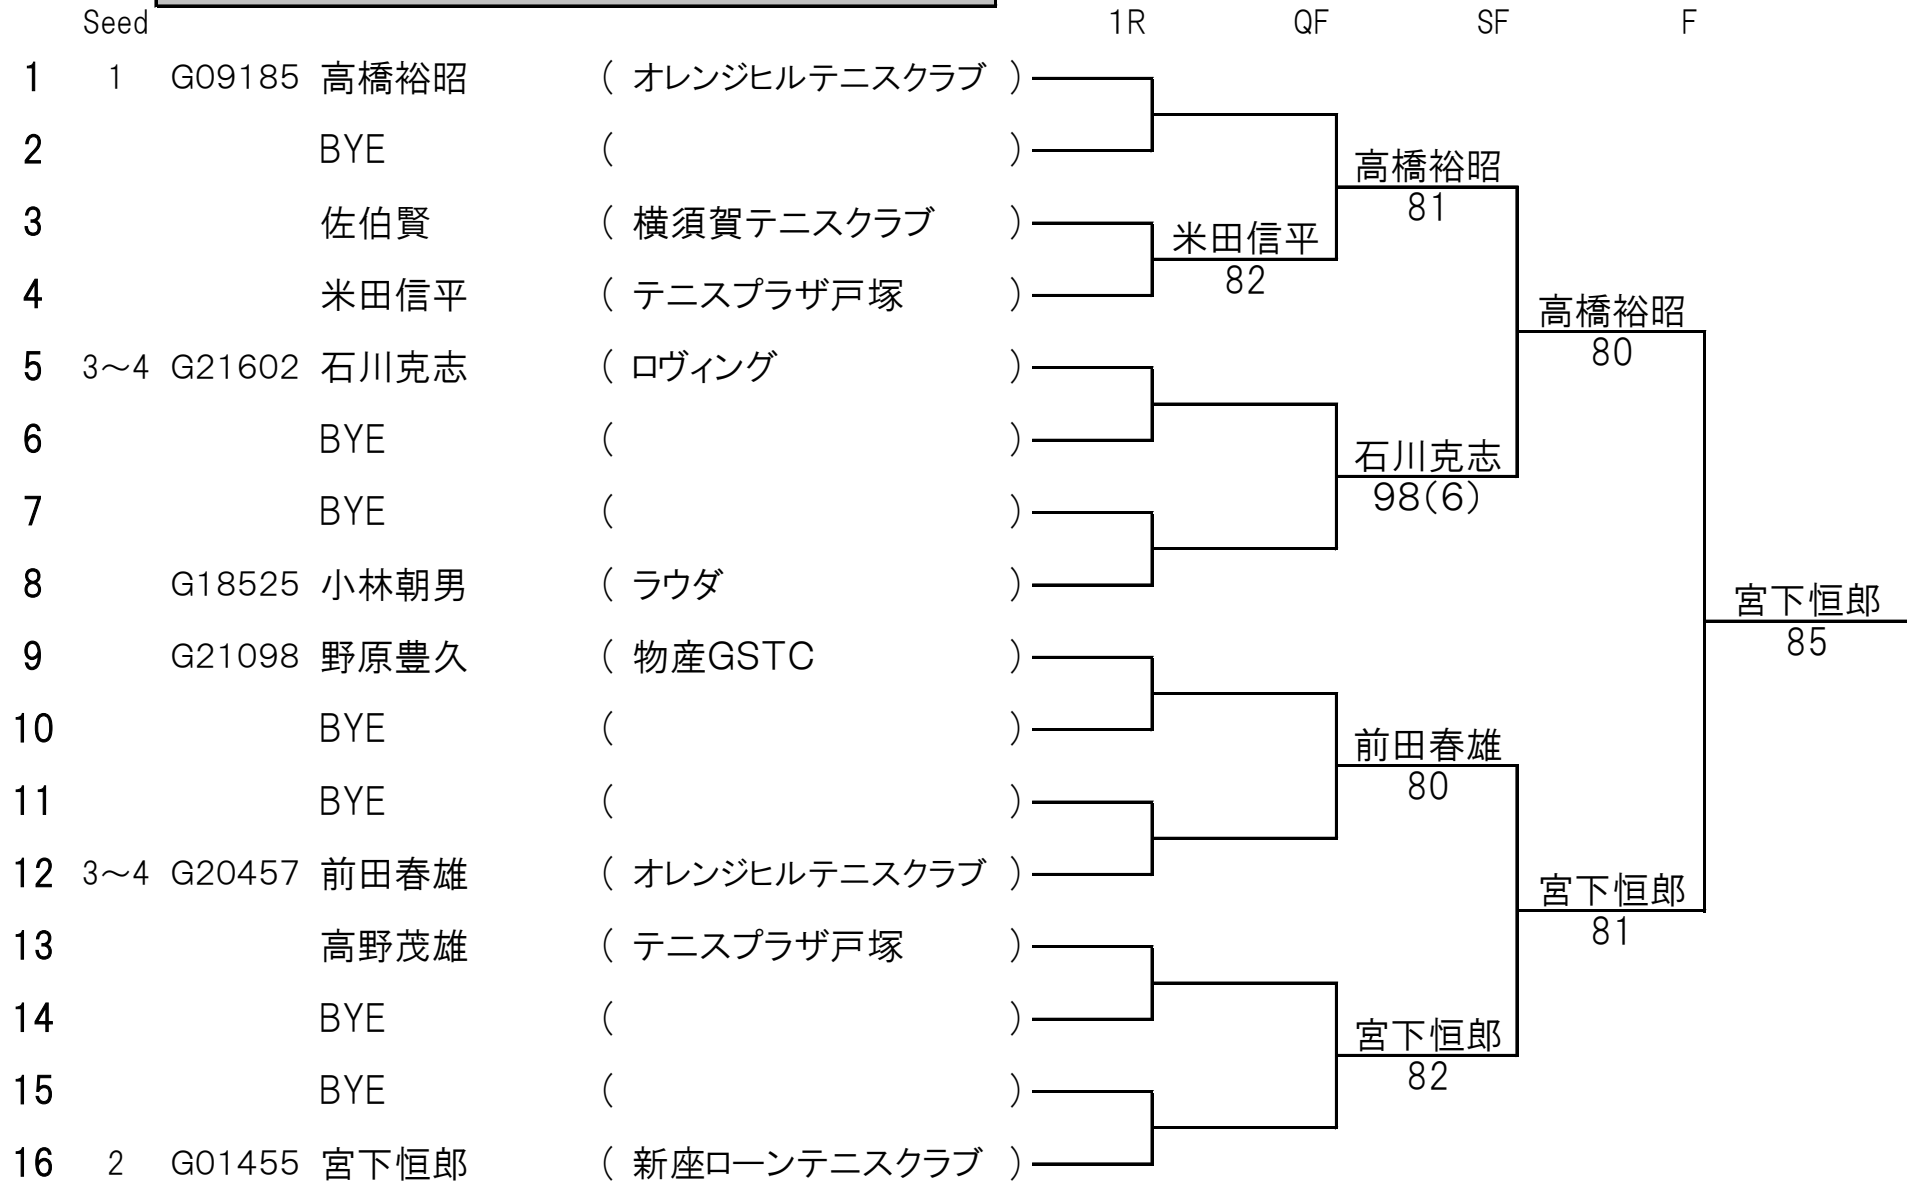 Seed 1R QF SF F
1 1 G09185 高橋裕昭 ( オレンジヒルテニスクラブ )
2 BYE ( )
高橋裕昭
81
3 佐伯賢 ( 横須賀テニスクラブ )
米田信平
82
4 米田信平 ( テニスプラザ戸塚 )
高橋裕昭
80
5 3～4 G21602 石川克志 ( ロヴィング )
6 BYE ( )
石川克志
98(6)
7 BYE ( )
8 G18525 小林朝男 ( ラウダ )
宮下恒郎
85
9 G21098 野原豊久 ( 物産GSTC )
10 BYE ( )
前田春雄
80
11 BYE ( )
12 3～4 G20457 前田春雄 ( オレンジヒルテニスクラブ )
宮下恒郎
81
13 高野茂雄 ( テニスプラザ戸塚 )
14 BYE ( )
宮下恒郎
82
15 BYE ( )
16 2 G01455 宮下恒郎 ( 新座ローンテニスクラブ )